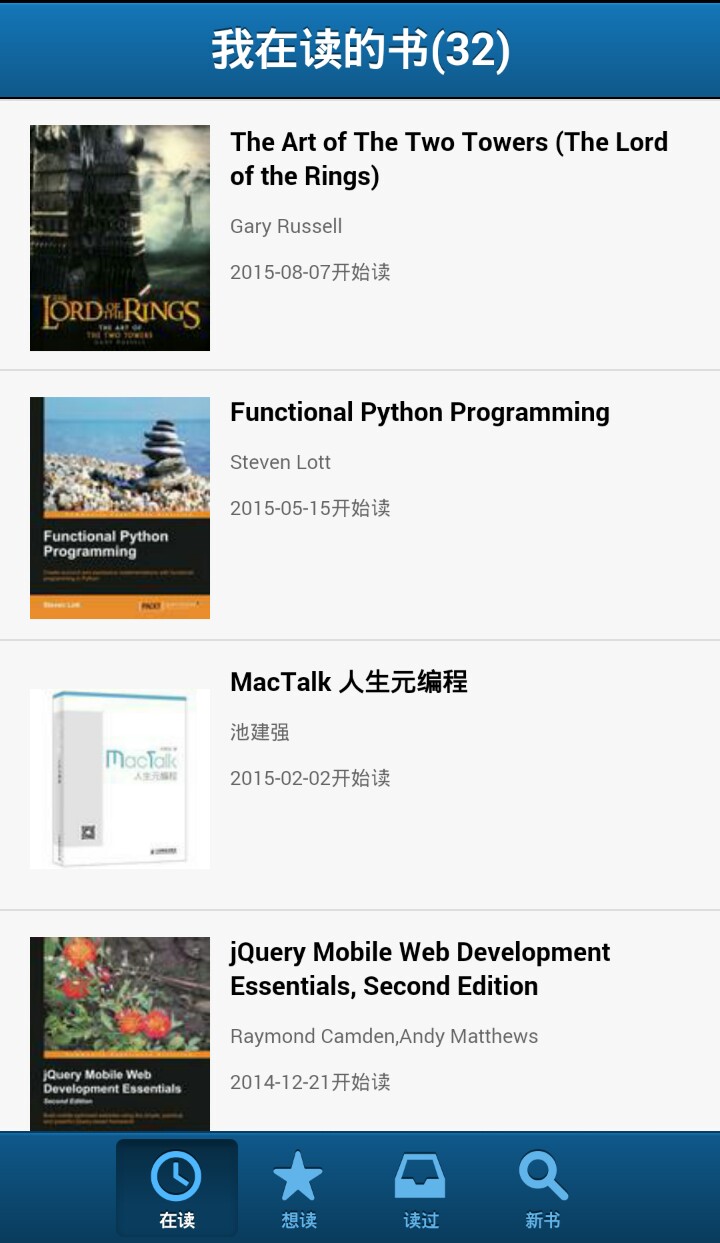 我在读的书(32)
THE
LORD OF THE RINGS
THE ART OF
THE TWO TOWERS
GARY RUSSELL
The Art of The Two Towers (The Lord
of the Rings)
Gary Russell
2015-08-07开始读
Functional Python
Programming
Steven Lott
PACKT
Functional Python Programming
Steven Lott
2015-05-15开始读
MacTalk
人生元编程
MacTalk 人生元编程
池建强
2015-02-02开始读
jQuery Mobile Web
Development Essentials
Second Edition
jQuery Mobile Web Development
Essentials, Second Edition
Raymond Camden,Andy Matthews
2014-12-21开始读
在读
想读
读过
新书